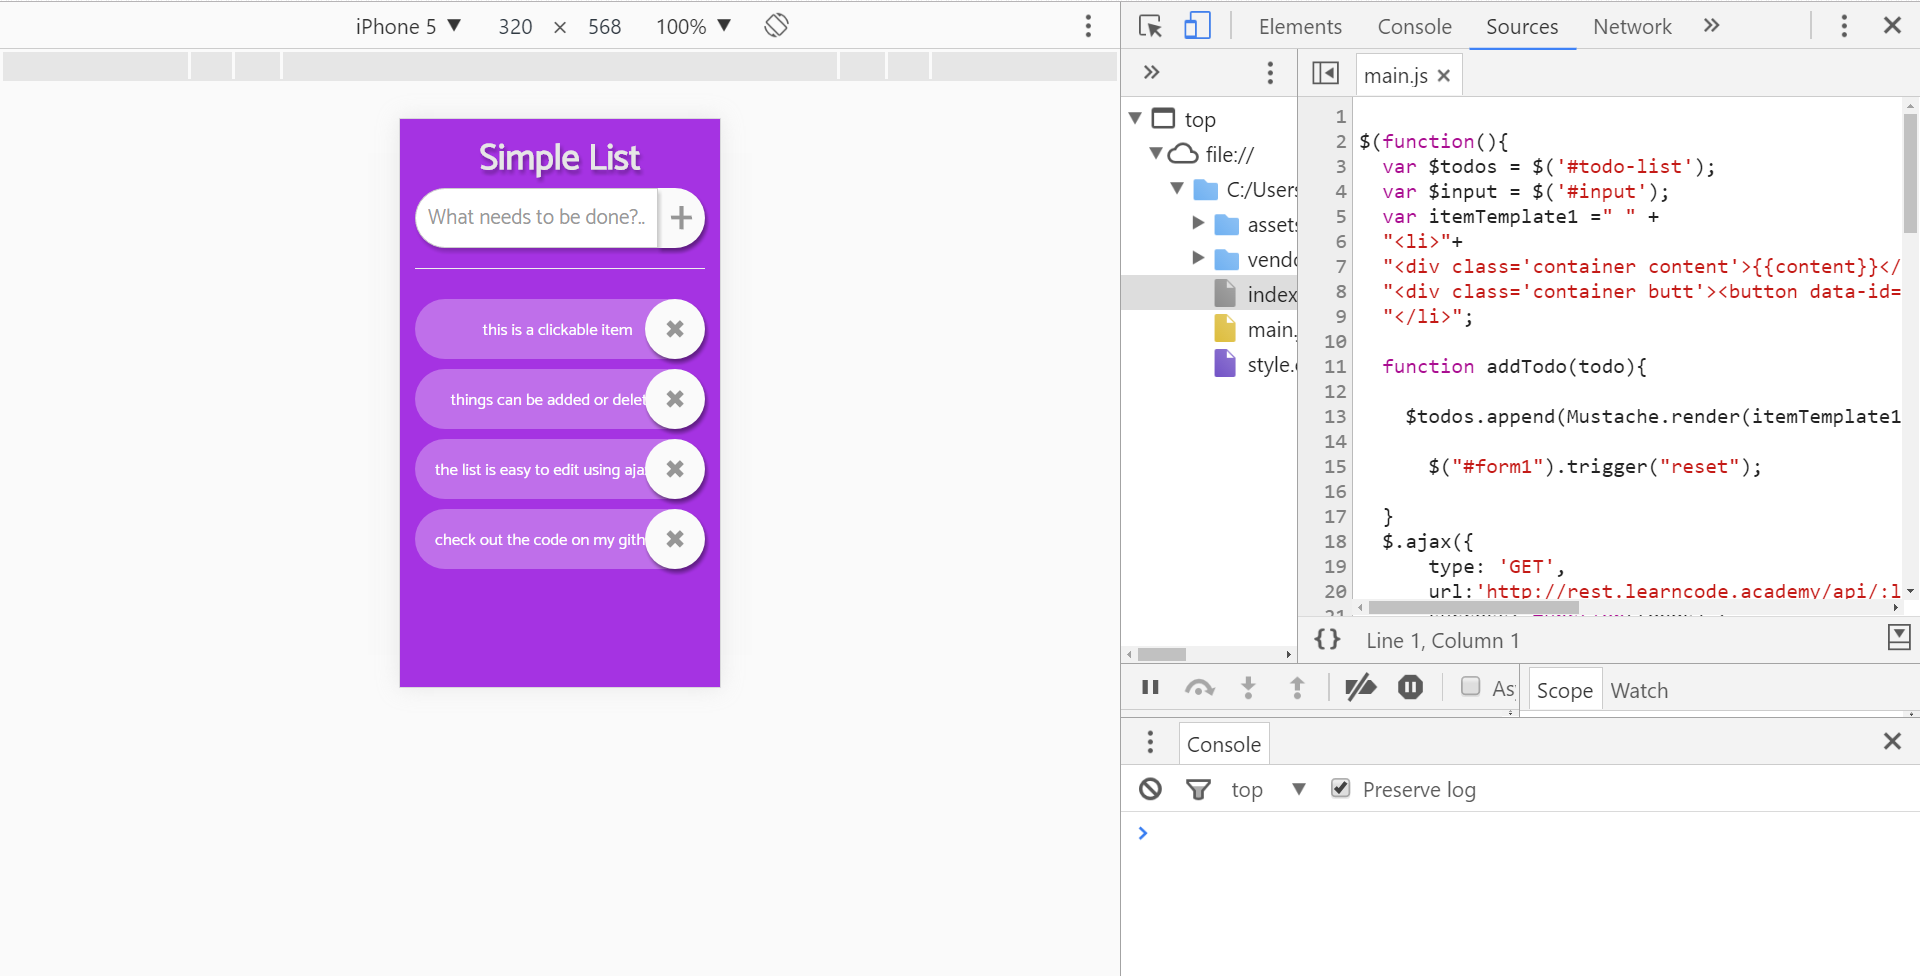 iPhone 5 ▼ 320 × 568 100% ▼
Simple List
What needs to be done?..
this is a clickable item
things can be added or delet
the list is easy to edit using aja
check out the code on my gith
Elements Console Sources Network
main.js
top
file://
C:/Users
assets
vendo
index
main.
style.
1
2 $(function(){
3 var $todos = $('#todo-list');
4 var $input = $('#input');
5 var itemTemplate1 =" " +
6 "<li>"+
7 "<div class='container content'>{{content}}</
8 "<div class='container butt'><button data-id=
9 "</li>";
10
11 function addTodo(todo){
12
13 $todos.append(Mustache.render(itemTemplate1
14
15 $("#form1").trigger("reset");
16
17 }
18 $.ajax({
19 type: 'GET',
20 url:'http://rest.learncode.academy/api/:l
{} Line 1, Column 1
As
Scope Watch
Console
top ▼ Preserve log